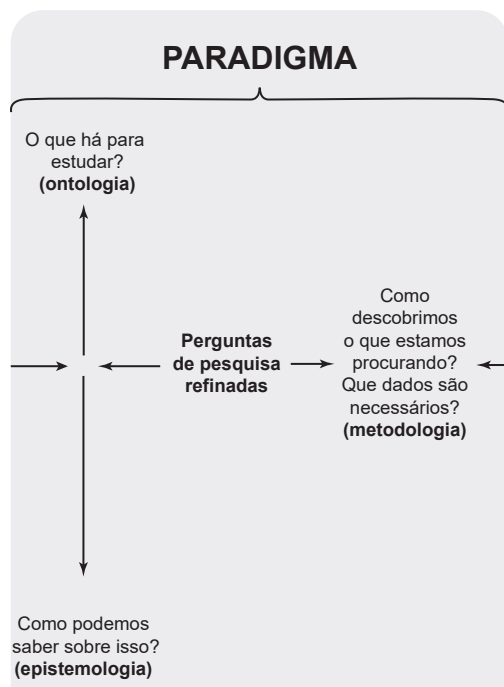 PARADIGMA
O que há para
estudar?
(ontologia)
Perguntas
de pesquisa
refinadas
Como
descobrimos
o que estamos
procurando?
Que dados são
necessários?
(metodologia)
Como podemos
saber sobre isso?
(epistemologia)